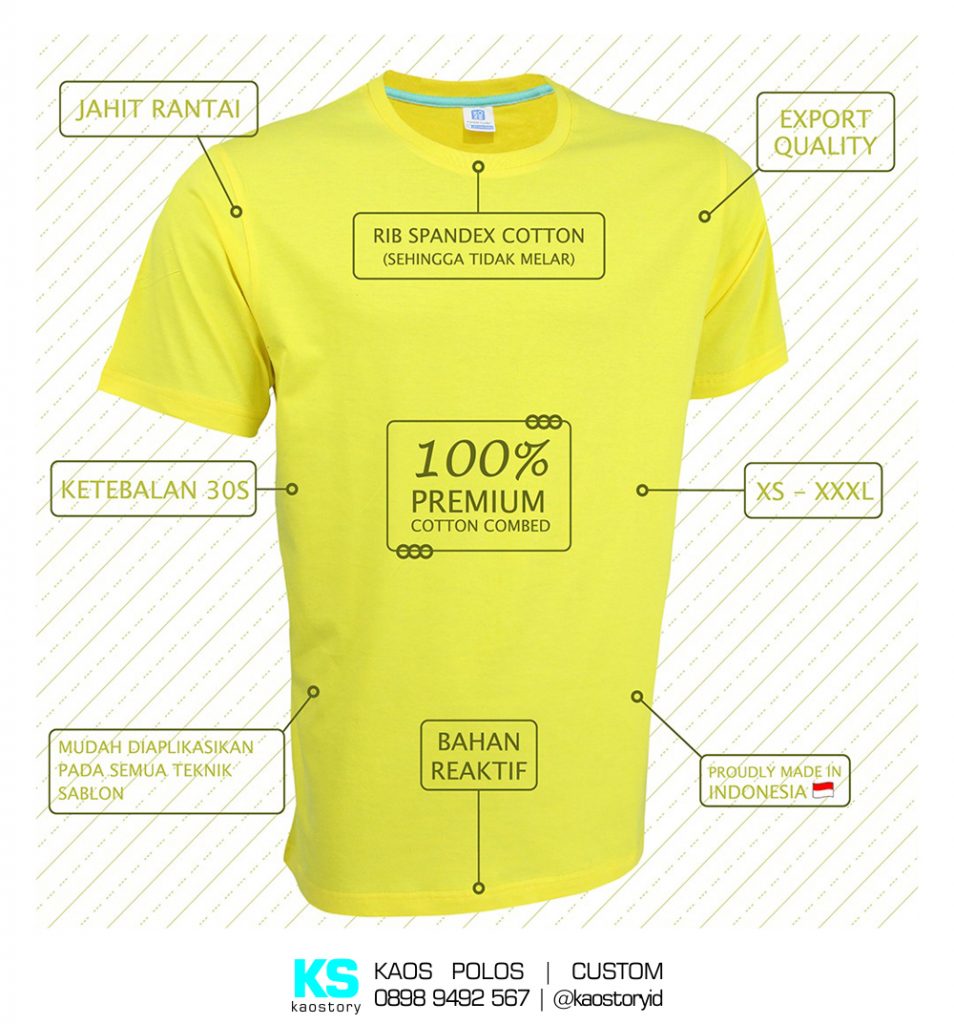 JAHIT RANTAI
EXPORT
QUALITY
RIB SPANDEX COTTON
(SEHINGGA TIDAK MELAR)
100%
PREMIUM
COTTON COMBED
KETEBALAN 30S
XS - XXXL
MUDAH DIAPLIKASIKAN
PADA SEMUA TEKNIK
SABLON
BAHAN
REAKTIF
PROUDLY MADE IN
INDONESIA
KS
kaostory
KAOS POLOS | CUSTOM
0898 9492 567 | @kaostoryid